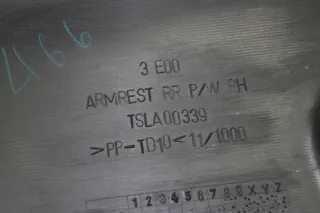 466
3 E00
ARMREST RR P/W RH
TSLA00339
>PP-TD10<11/1000
1 2 3 4 5 6 7 8 9 X Y Z